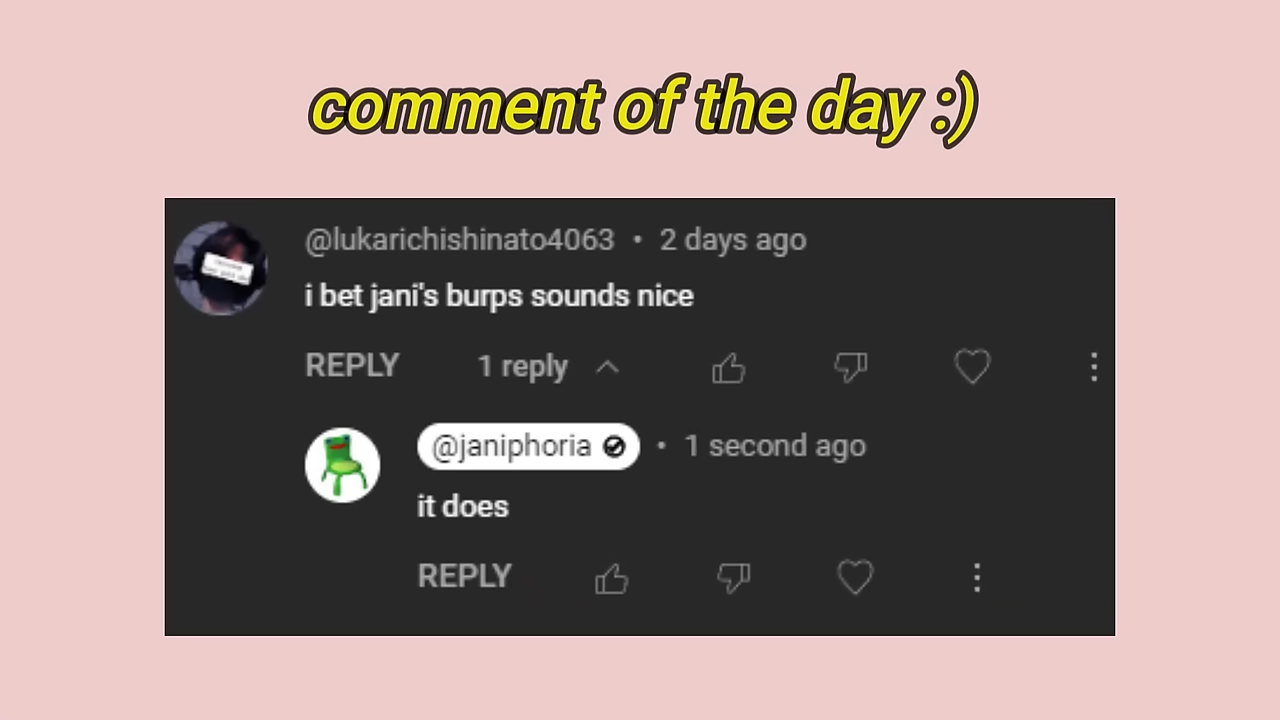 comment of the day :)
@lukarichishinato4063 • 2 days ago
i bet jani's burps sounds nice
REPLY 1 reply
@janiphoria • 1 second ago
it does
REPLY